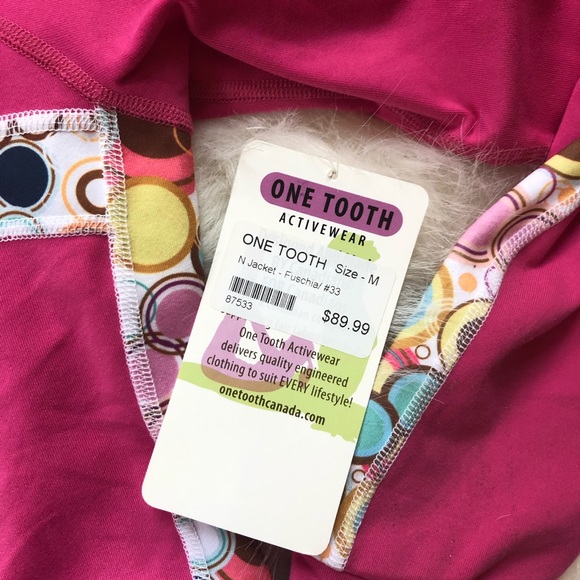 ONE TOOTH
ACTIVEWEAR
ONE TOOTH Size - M
N Jacket - Fuschia/ #33
87533
$89.99
One Tooth Activewear
delivers quality engineered
clothing to suit EVERY lifestyle!
onetoothcanada.com